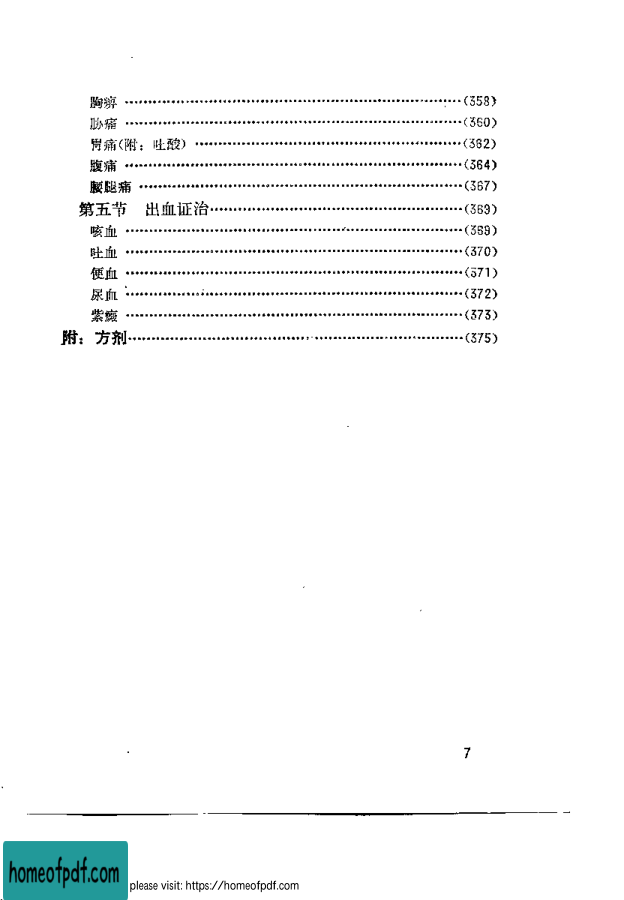 胸痹 ……………………………………………………(358)
胁痛 ……………………………………………………(360)
胃痛(附：吐酸) ……………………………………………(362)
腹痛 ……………………………………………………(364)
腰腿痛 …………………………………………………(367)
第五节 出血证治………………………………………(369)
咳血 ……………………………………………………(369)
吐血 ……………………………………………………(370)
便血 ……………………………………………………(371)
尿血 ……………………………………………………(372)
紫癜 ……………………………………………………(373)
附：方剂……………………………………………………(375)
7
homeofpdf.com
please visit: https://homeofpdf.com